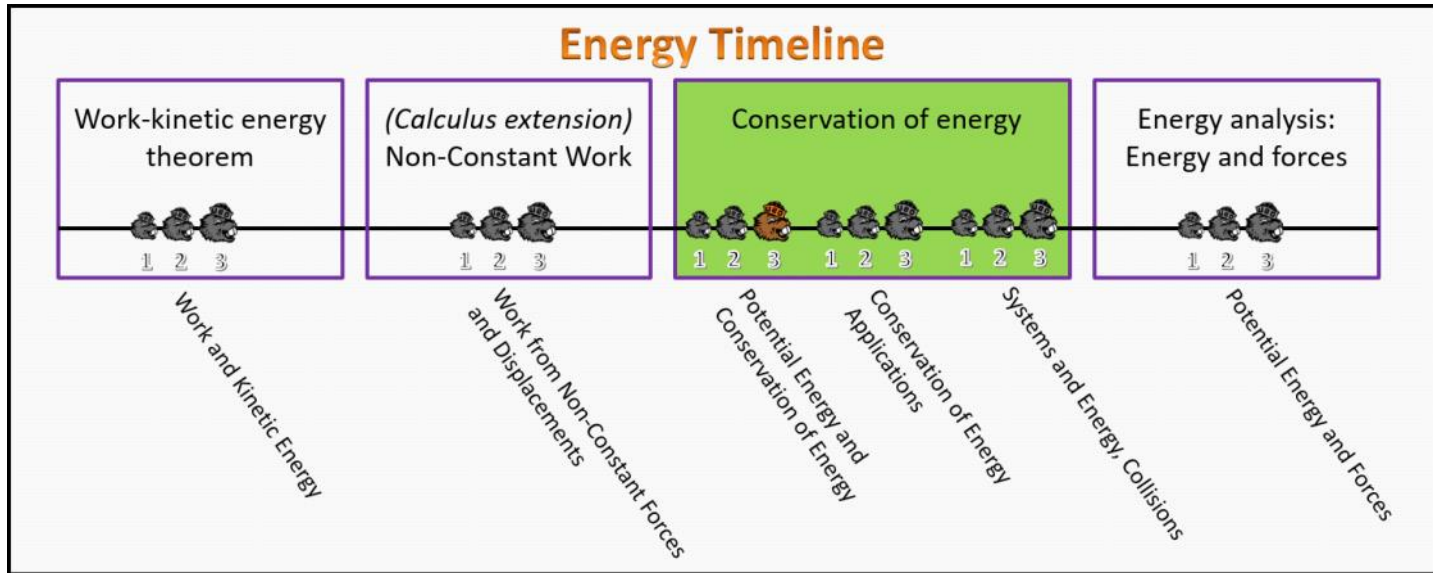 Energy Timeline
Work-kinetic energy
theorem
(Calculus extension)
Non-Constant Work
Conservation of energy
Energy analysis:
Energy and forces
1 2 3
1 2 3
1 2 3
1 2 3
1 2 3
1 2 3
Work and Kinetic Energy
Work from Non-Constant Forces
and Displacements
Potential Energy and
Conservation of Energy
Conservation of Energy
Applications
Systems and Energy, Collisions
Potential Energy and Forces